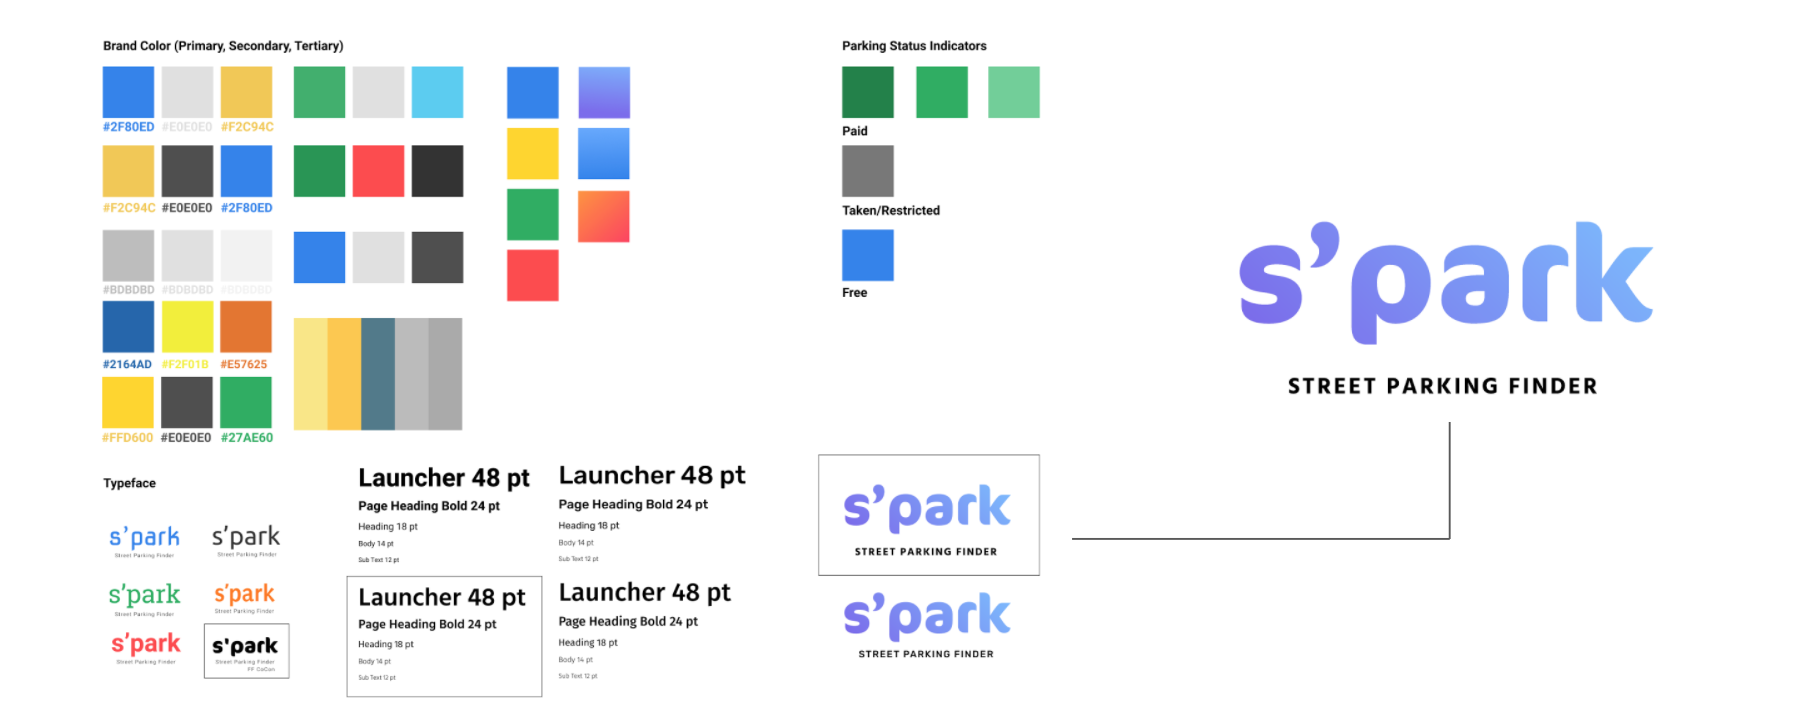 Brand Color (Primary, Secondary, Tertiary)
#2F80ED #E0E0E0 #F2C94C
#F2C94C #E0E0E0 #2F80ED
#BDBDBD #BDBDBD #BDBDBD
#2164AD #F2F01B #E57625
#FFD600 #E0E0E0 #27AE60
Typeface
s'park
Street Parking Finder
s'park
Street Parking Finder
s'park
Street Parking Finder
s'park
Street Parking Finder
s'park
Street Parking Finder
s'park
Street Parking Finder
FF CoCon
Launcher 48 pt
Page Heading Bold 24 pt
Heading 18 pt
Body 14 pt
Sub Text 12 pt
Launcher 48 pt
Page Heading Bold 24 pt
Heading 18 pt
Body 14 pt
Sub Text 12 pt
Launcher 48 pt
Page Heading Bold 24 pt
Heading 18 pt
Body 14 pt
Sub Text 12 pt
Launcher 48 pt
Page Heading Bold 24 pt
Heading 18 pt
Body 14 pt
Sub Text 12 pt
Parking Status Indicators
Paid
Taken/Restricted
Free
s’park
STREET PARKING FINDER
s’park
STREET PARKING FINDER
s’park
STREET PARKING FINDER